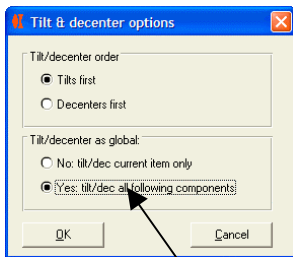 Tilt & decenter options
Tilt/decenter order
Tilts first
Decenters first
Tilt/decenter as global:
No: tilt/dec current item only
Yes: tilt/dec all following components
OK
Cancel